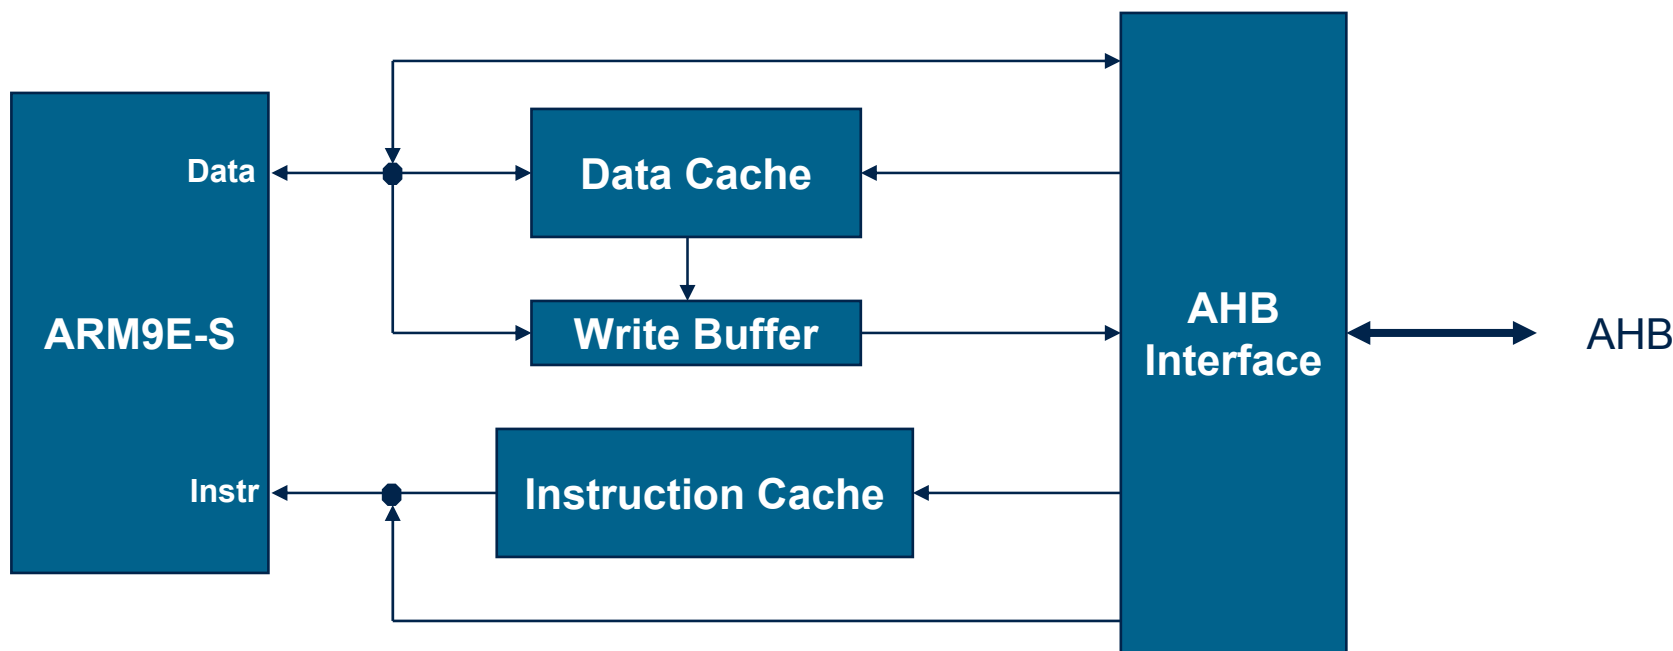 Data
Data Cache
ARM9E-S
Write Buffer
AHB
Interface
AHB
Instr
Instruction Cache